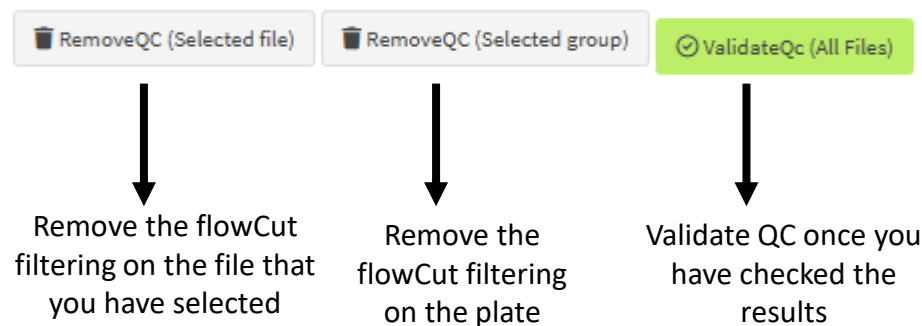 RemoveQC (Selected file)
RemoveQC (Selected group)
ValidateQc (All Files)
Remove the flowCut
filtering on the file that
you have selected
Remove the
flowCut filtering
on the plate
Validate QC once you
have checked the
results